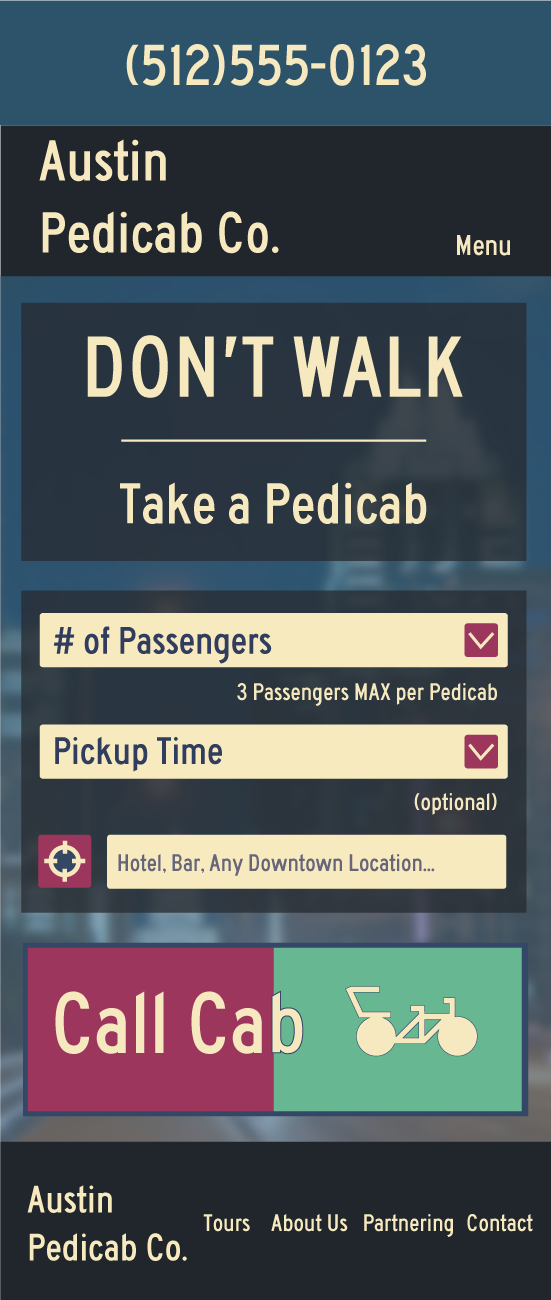 (512)555-0123
Austin
Pedicab Co.
Menu
DON'T WALK
Take a Pedicab
# of Passengers
3 Passengers MAX per Pedicab
Pickup Time
(optional)
Hotel, Bar, Any Downtown Location...
Call Cab
Austin
Pedicab Co.
Tours About Us Partnering Contact